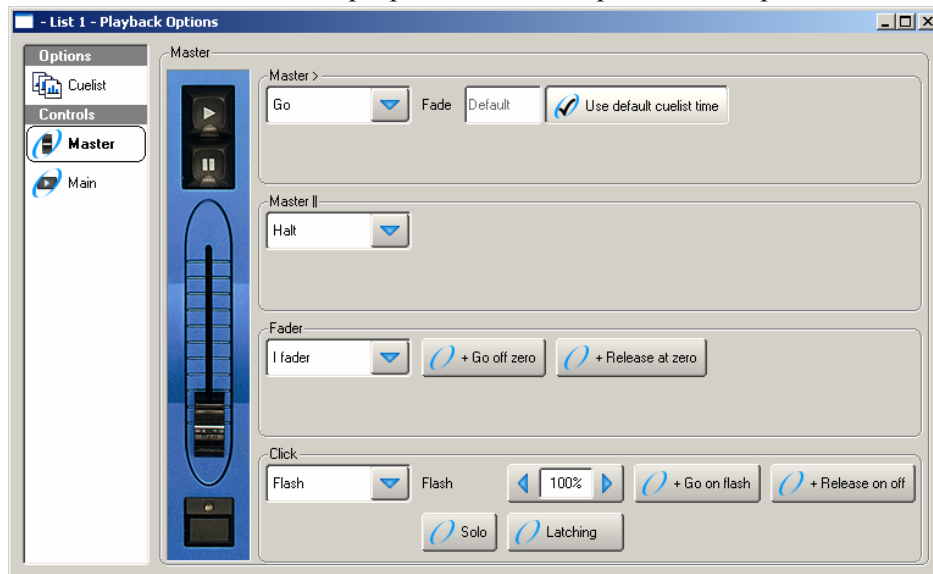 - List 1 - Playback Options
Options
Cuelist
Controls
Master
Main
Master
Master >
Go
Fade
Default
Use default cuelist time
Master ||
Halt
Fader
I fader
+ Go off zero
+ Release at zero
Click
Flash
Flash
100%
+ Go on flash
+ Release on off
Solo
Latching